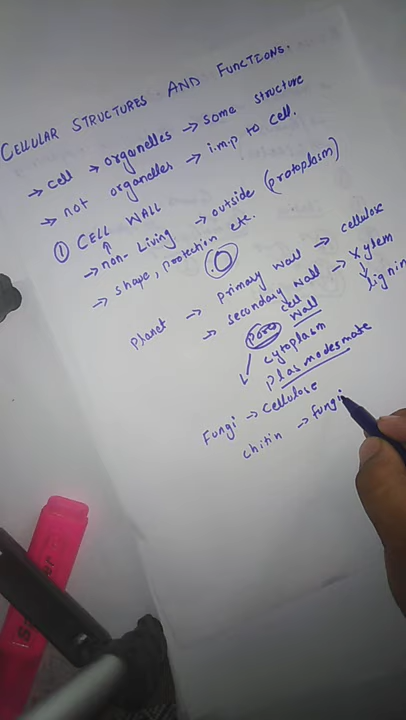 CELLULAR STRUCTURES AND FUNCTIONS.
→ cell → organelles → some structure
→ not organelles → i.m.p to cell.
① CELL WALL
→ non-Living → outside (protoplasm)
→ shape, protection etc.
Planet → primary wall → cellulose
→ secondary wall → xylem
↓
lignin
Pore cell wall
cytoplasm
plasmodesmate
Fungi → cellulose
chitin → fungi